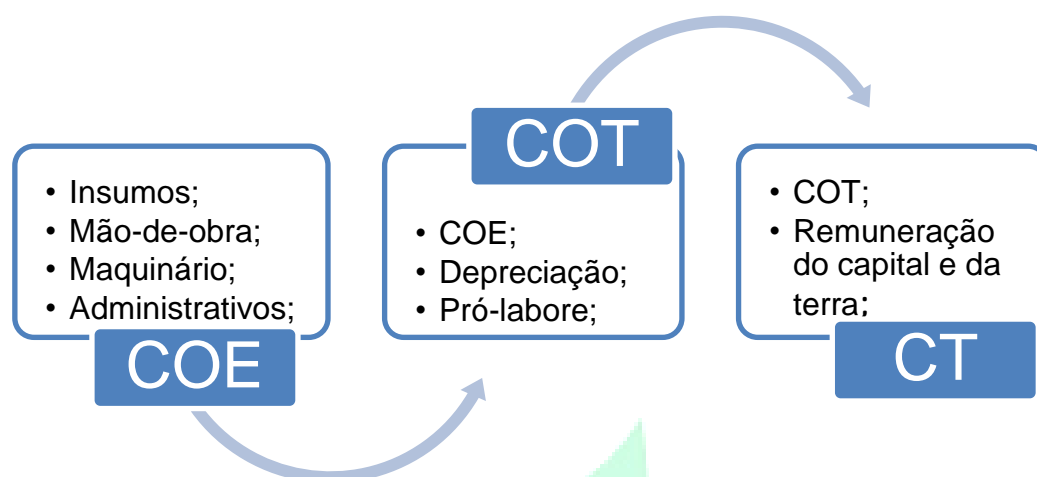 • Insumos;
• Mão-de-obra;
• Maquinário;
• Administrativos;
COE
COT
• COE;
• Depreciação;
• Pró-labore;
• COT;
• Remuneração
do capital e da
terra;
CT